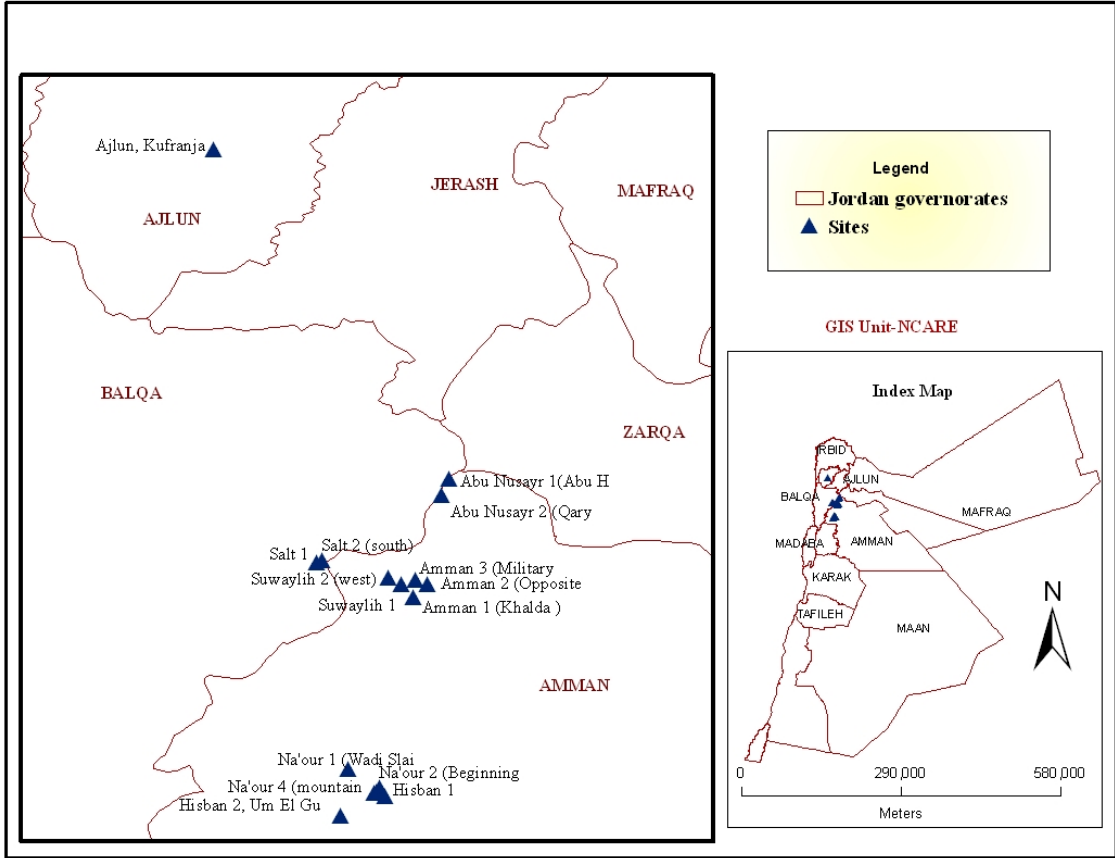 Ajlun, Kufranja
JERASH
MAFRAQ
AJLUN
BALQA
ZARQA
Abu Nusayr 1(Abu H
Abu Nusayr 2 (Qary
Salt 1
Salt 2 (south)
Suwaylih 2 (west)
Amman 3 (Military
Amman 2 (Opposite
Suwaylih 1
Amman 1 (Khalda )
AMMAN
Na'our 1 (Wadi Slai
Na'our 2 (Beginning
Na'our 4 (mountain
Hisban 1
Hisban 2, Um El Gu
Legend
Jordan governorates
Sites
GIS Unit-NCARE
Index Map
RBID
AJLUN
BALQA
MAFRAQ
MADABA
AMMAN
KARAK
TAFILEH
MAAN
N
0 290,000 580,000
Meters